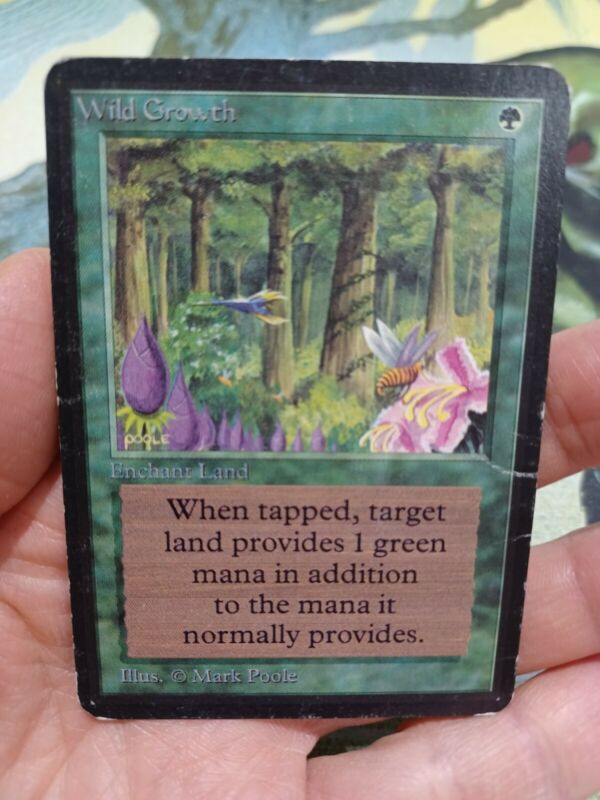 Wild Growth
POOLE
Enchant Land
When tapped, target
land provides 1 green
mana in addition
to the mana it
normally provides.
Illus. © Mark Poole